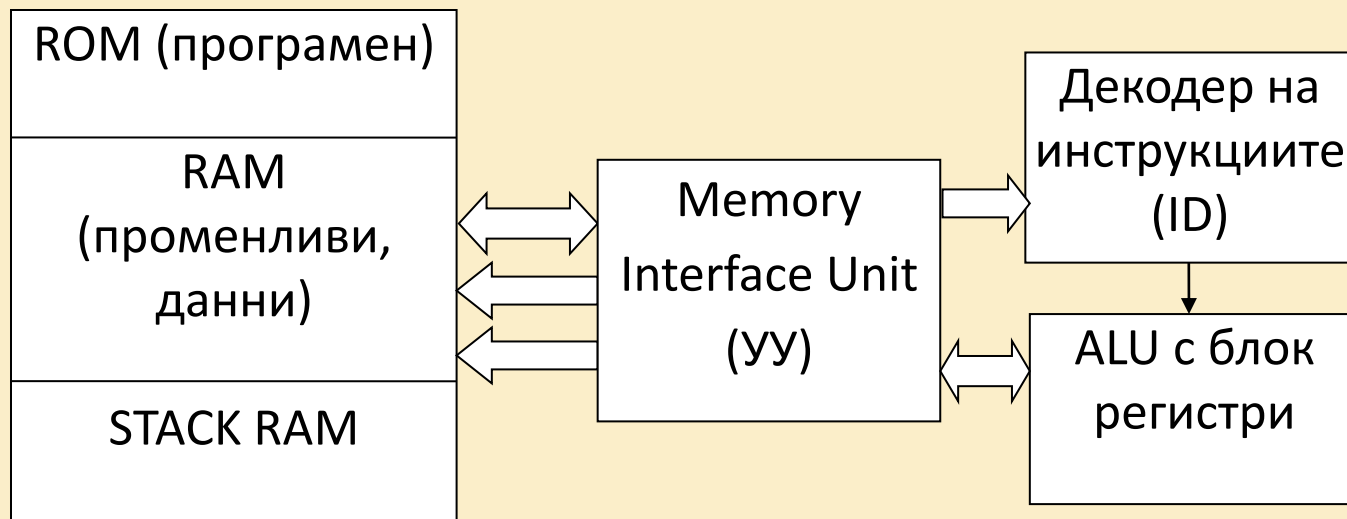 ROM (програмен)
RAM
(променливи,
данни)
STACK RAM
Memory
Interface Unit
(УУ)
Декодер на
инструкциите
(ID)
ALU с блок
регистри